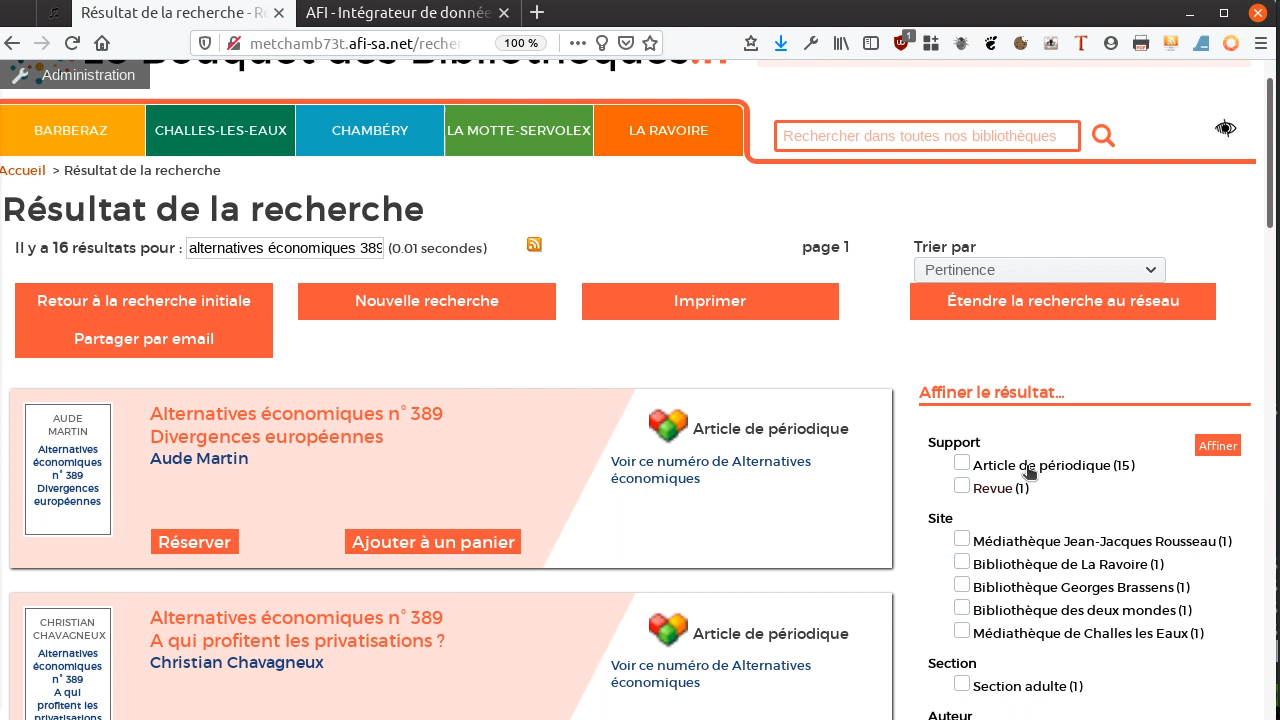 Résultat de la recherche - R
AFI - Intégrateur de donnée
metchamb73t.afi-sa.net/recher
100 %
1
Le Bouquet des Bibliothèques.fr
Administration
BARBERAZ
CHALLES-LES-EAUX
CHAMBÉRY
LA MOTTE-SERVOLEX
LA RAVOIRE
Rechercher dans toutes nos bibliothèques
Accueil > Résultat de la recherche
Résultat de la recherche
Il y a 16 résultats pour : alternatives économiques 389 (0.01 secondes)
page 1
Trier par
Pertinence
Retour à la recherche initiale
Nouvelle recherche
Imprimer
Étendre la recherche au réseau
Partager par email
AUDE
MARTIN
Alternatives
économiques
n° 389
Divergences
européennes
Alternatives économiques n° 389
Divergences européennes
Aude Martin
Réserver
Ajouter à un panier
Article de périodique
Voir ce numéro de Alternatives
économiques
CHRISTIAN
CHAVAGNEUX
Alternatives
économiques
n° 389
A qui
profitent les
privatisations
Alternatives économiques n° 389
A qui profitent les privatisations ?
Christian Chavagneux
Article de périodique
Voir ce numéro de Alternatives
économiques
Affiner le résultat...
Support
Affiner
Article de périodique (15)
Revue (1)
Site
Médiathèque Jean-Jacques Rousseau (1)
Bibliothèque de La Ravoire (1)
Bibliothèque Georges Brassens (1)
Bibliothèque des deux mondes (1)
Médiathèque de Challes les Eaux (1)
Section
Section adulte (1)
Auteur